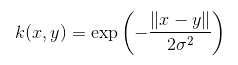 k(x, y) = exp(−‖x − y‖ / 2σ²)